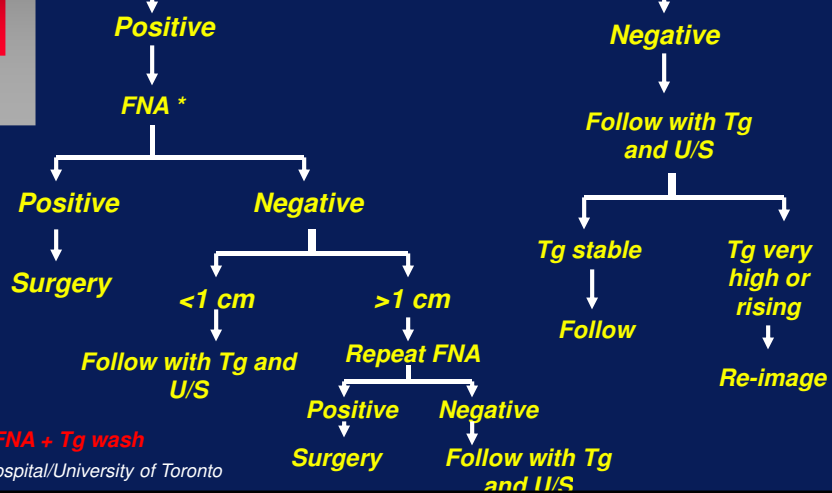 Positive
Negative
FNA *
Follow with Tg
and U/S
Positive
Negative
Tg stable
Tg very
high or
rising
Surgery
<1 cm
>1 cm
Follow
Follow with Tg and
U/S
Repeat FNA
Re-image
Positive
Negative
FNA + Tg wash
Surgery
Follow with Tg
and U/S
ospital/University of Toronto